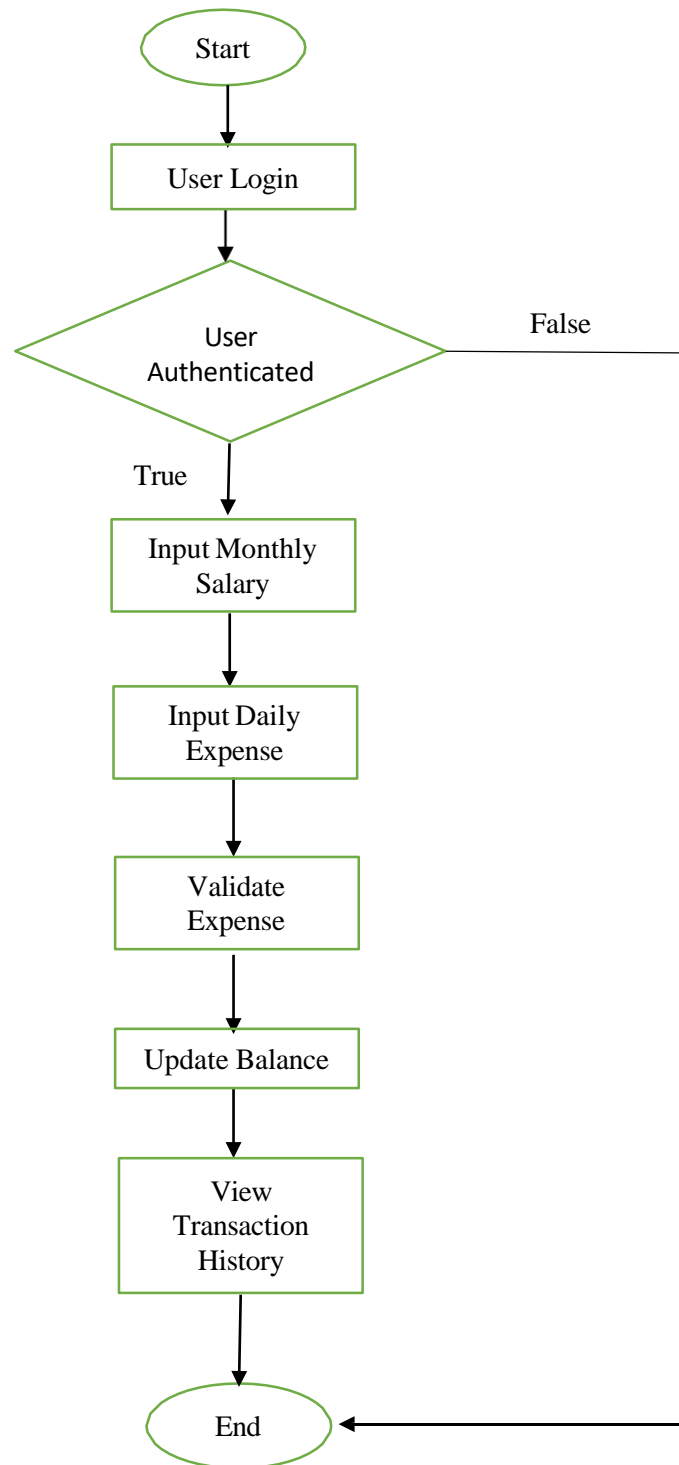 Start
User Login
User
Authenticated
False
True
Input Monthly
Salary
Input Daily
Expense
Validate
Expense
Update Balance
View
Transaction
History
End